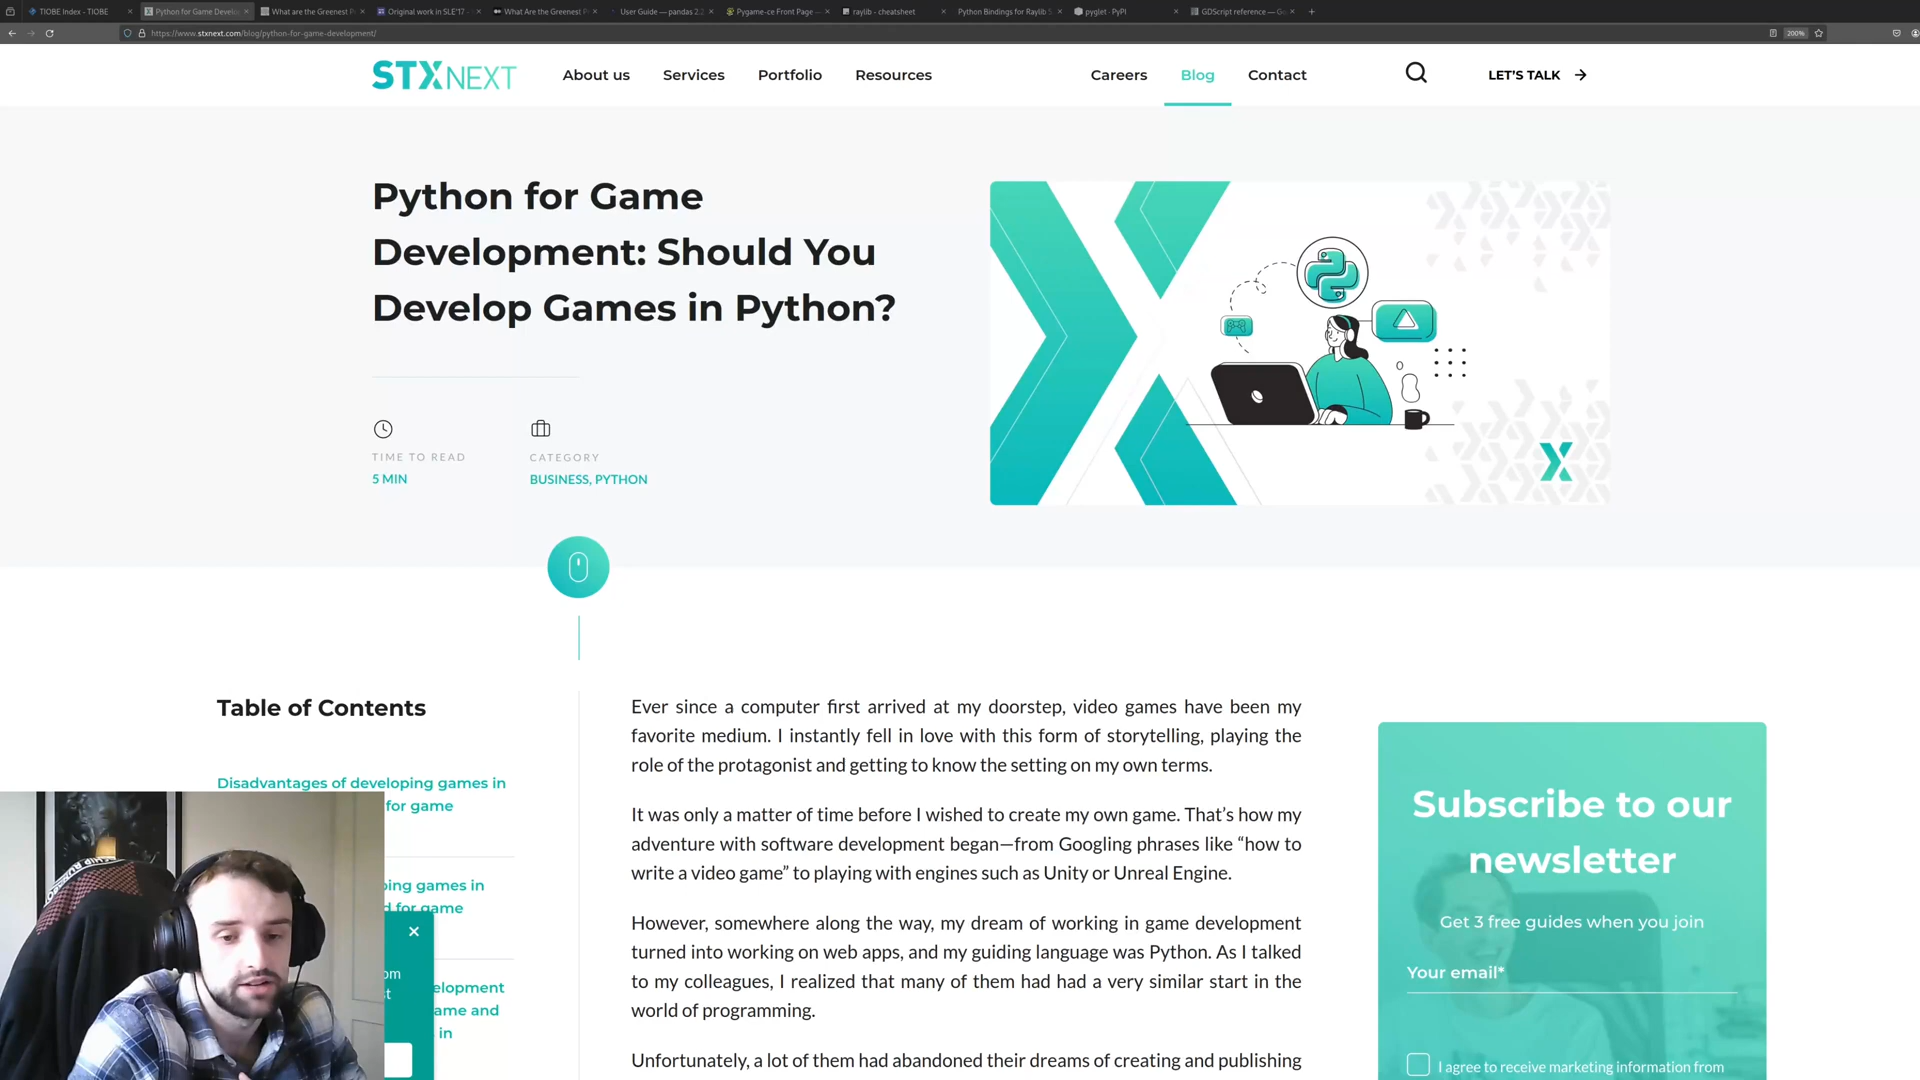 TIOBE Index - TIOBE
Python for Game Develo
What are the Greenest P
Original work in SLE'17 -
What Are the Greenest P
User Guide — pandas 2.2
Pygame-ce Front Page —
raylib - cheatsheet
Python Bindings for Raylib 5
pyglet · PyPI
GDScript reference — Go
https://www.stxnext.com/blog/python-for-game-development/
200%
STXNEXT
About us
Services
Portfolio
Resources
Careers
Blog
Contact
LET'S TALK
Python for Game
Development: Should You
Develop Games in Python?
TIME TO READ
5 MIN
CATEGORY
BUSINESS, PYTHON
Table of Contents
Disadvantages of developing games in
for game
ping games in
d for game
elopment
ame and
in
om
st
Ever since a computer first arrived at my doorstep, video games have been my
favorite medium. I instantly fell in love with this form of storytelling, playing the
role of the protagonist and getting to know the setting on my own terms.
It was only a matter of time before I wished to create my own game. That’s how my
adventure with software development began—from Googling phrases like “how to
write a video game” to playing with engines such as Unity or Unreal Engine.
However, somewhere along the way, my dream of working in game development
turned into working on web apps, and my guiding language was Python. As I talked
to my colleagues, I realized that many of them had had a very similar start in the
world of programming.
Unfortunately, a lot of them had abandoned their dreams of creating and publishing
Subscribe to our
newsletter
Get 3 free guides when you join
Your email*
I agree to receive marketing information from